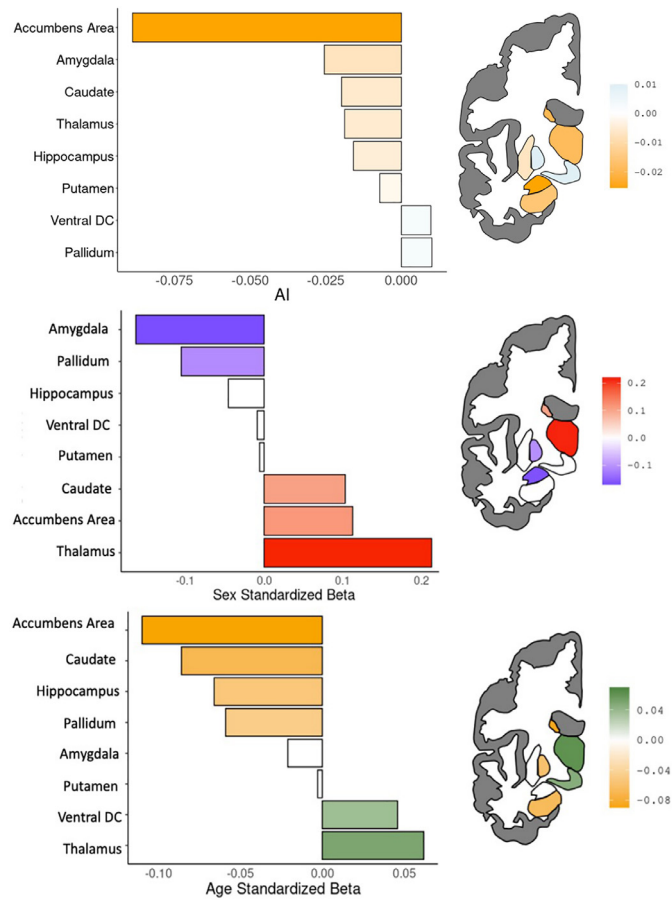 Accumbens Area
Amygdala
Caudate
Thalamus
Hippocampus
Putamen
Ventral DC
Pallidum
-0.075 -0.050 -0.025 0.000
AI
0.01
0.00
-0.01
-0.02
Amygdala
Pallidum
Hippocampus
Ventral DC
Putamen
Caudate
Accumbens Area
Thalamus
-0.1 0.0 0.1 0.2
Sex Standardized Beta
0.2
0.1
0.0
-0.1
Accumbens Area
Caudate
Hippocampus
Pallidum
Amygdala
Putamen
Ventral DC
Thalamus
-0.10 -0.05 0.00 0.05
Age Standardized Beta
0.04
0.00
-0.04
-0.08